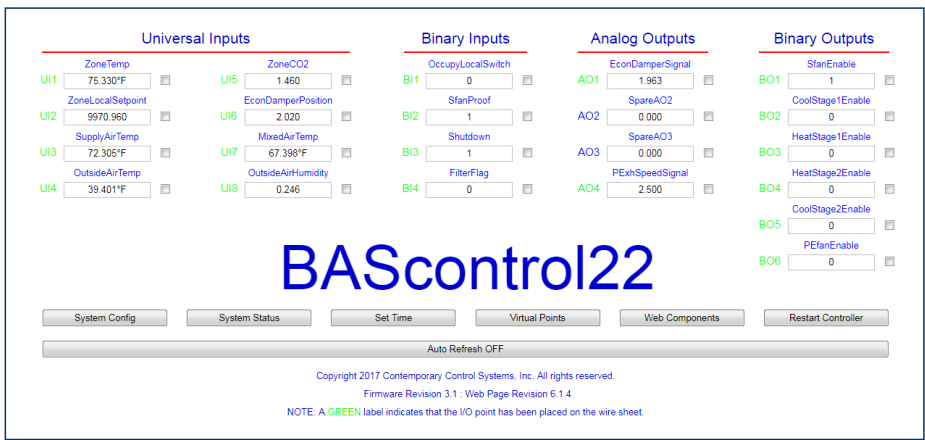 Universal Inputs Binary Inputs Analog Outputs Binary Outputs
ZoneTemp ZoneCO2 OccupyLocalSwitch EconDamperSignal SfanEnable
UI1 75.330°F UI5 1.460 BI1 0 AO1 1.963 BO1 1
ZoneLocalSetpoint EconDamperPosition SfanProof SpareAO2 CoolStage1Enable
UI2 9970.960 UI6 2.020 BI2 1 AO2 0.000 BO2 0
SupplyAirTemp MixedAirTemp Shutdown SpareAO3 HeatStage1Enable
UI3 72.305°F UI7 67.398°F BI3 1 AO3 0.000 BO3 0
OutsideAirTemp OutsideAirHumidity FilterFlag PExhSpeedSignal HeatStage2Enable
UI4 39.401°F UI8 0.246 BI4 0 AO4 2.500 BO4 0
CoolStage2Enable
BO5 0
PEfanEnable
BO6 0
BAScontrol22
System Config System Status Set Time Virtual Points Web Components Restart Controller
Auto Refresh OFF
Copyright 2017 Contemporary Control Systems, Inc. All rights reserved.
Firmware Revision 3.1 : Web Page Revision 6.1.4
NOTE: A GREEN label indicates that the I/O point has been placed on the wire sheet.